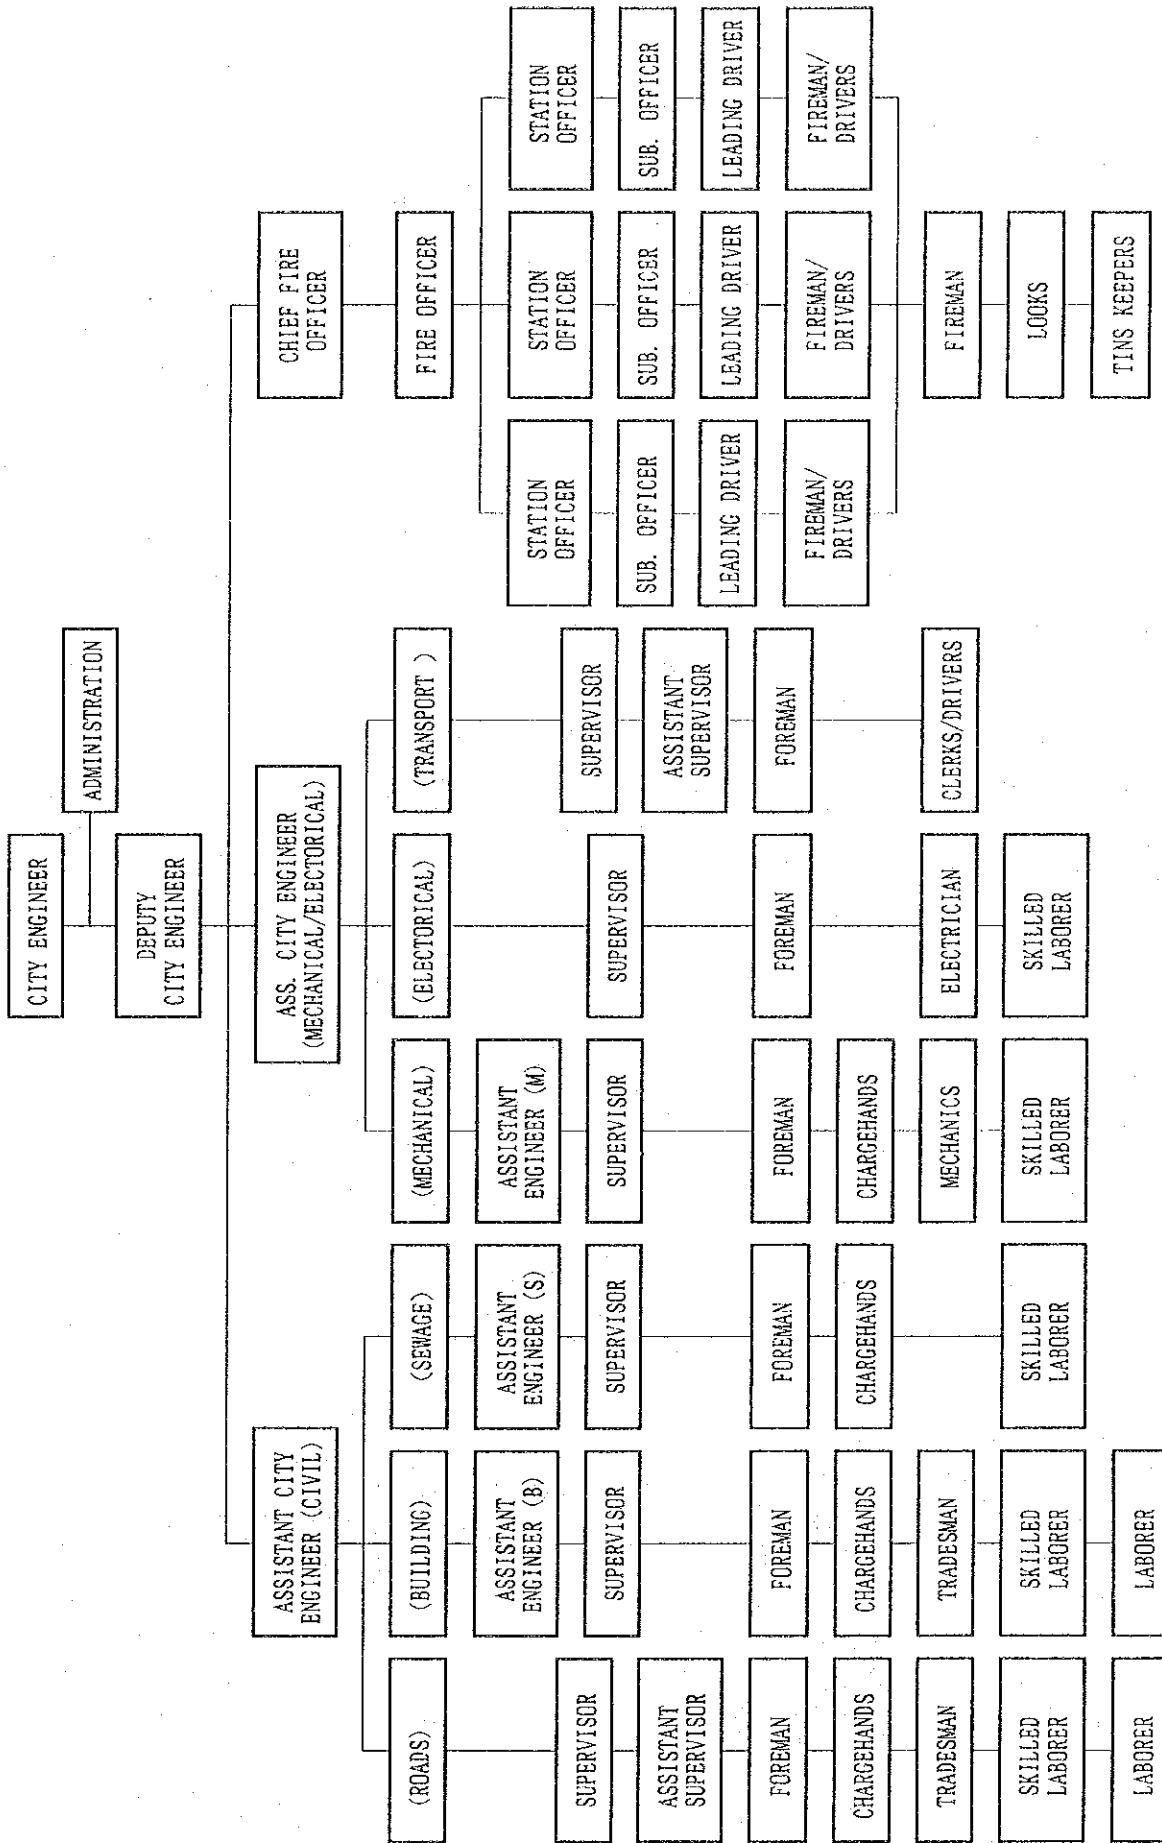 CITY ENGINEER
ADMINISTRATION
DEPUTY
CITY ENGINEER
ASSISTANT CITY
ENGINEER (CIVIL)
ASS. CITY ENGINEER
(MECHANICAL/ELECTORICAL)
CHIEF FIRE
OFFICER
(ROADS)
SUPERVISOR
ASSISTANT
SUPERVISOR
FOREMAN
CHARGEHANDS
TRADESMAN
SKILLED
LABORER
LABORER
(BUILDING)
ASSISTANT
ENGINEER (B)
SUPERVISOR
FOREMAN
CHARGEHANDS
TRADESMAN
SKILLED
LABORER
LABORER
(SEWAGE)
ASSISTANT
ENGINEER (S)
SUPERVISOR
FOREMAN
CHARGEHANDS
SKILLED
LABORER
(MECHANICAL)
ASSISTANT
ENGINEER (M)
SUPERVISOR
FOREMAN
CHARGEHANDS
MECHANICS
SKILLED
LABORER
(ELECTORICAL)
SUPERVISOR
FOREMAN
ELECTRICIAN
SKILLED
LABORER
(TRANSPORT )
SUPERVISOR
ASSISTANT
SUPERVISOR
FOREMAN
CLERKS/DRIVERS
FIRE OFFICER
STATION
OFFICER
SUB. OFFICER
LEADING DRIVER
FIREMAN/
DRIVERS
STATION
OFFICER
SUB. OFFICER
LEADING DRIVER
FIREMAN/
DRIVERS
STATION
OFFICER
SUB. OFFICER
LEADING DRIVER
FIREMAN/
DRIVERS
FIREMAN
LOOKS
TINS KEEPERS